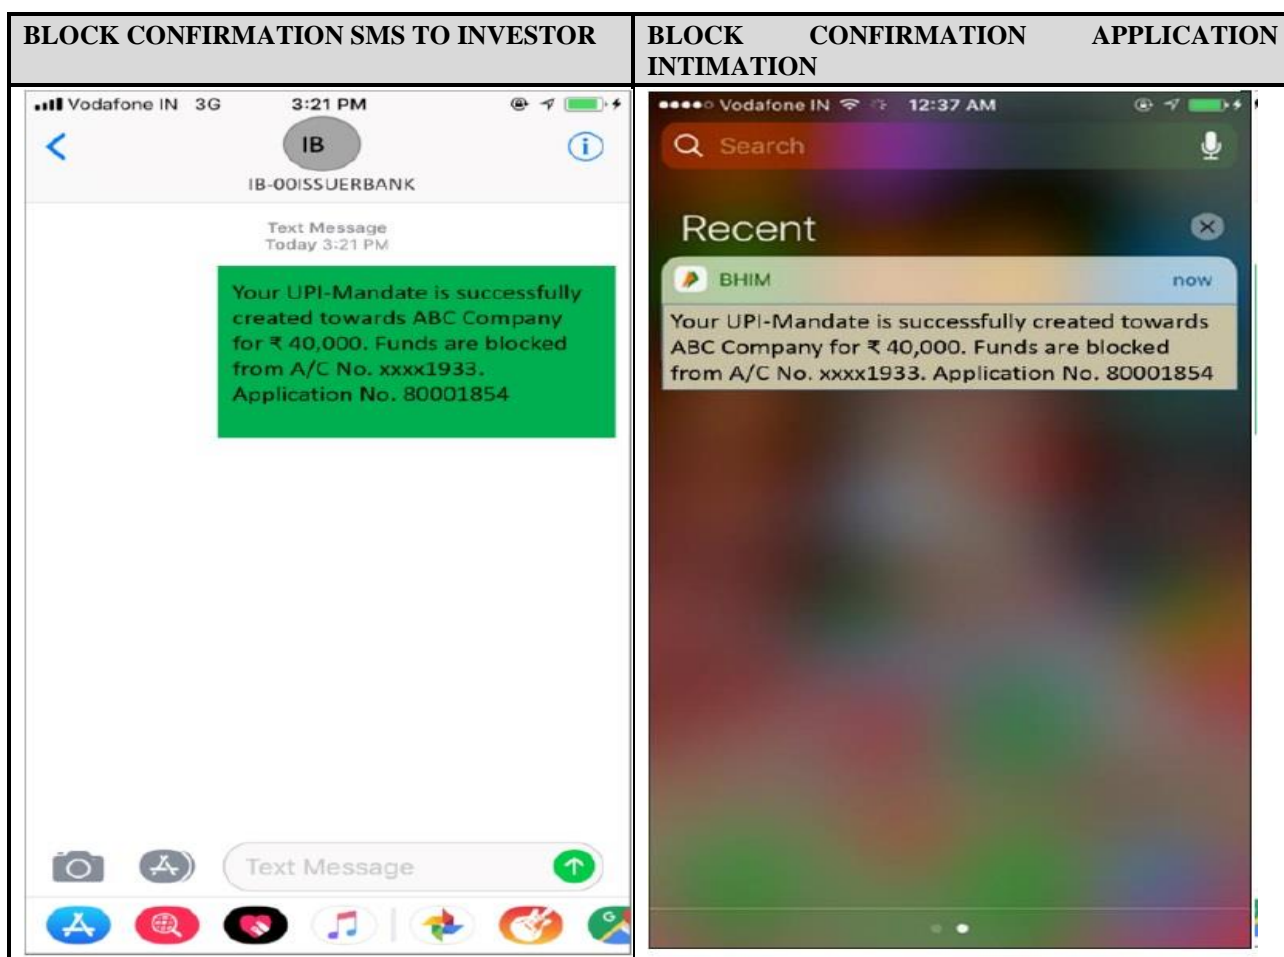 BLOCK CONFIRMATION SMS TO INVESTOR
BLOCK CONFIRMATION APPLICATION
INTIMATION
Vodafone IN 3G 3:21 PM
IB
IB-00ISSUERBANK
Text Message
Today 3:21 PM
Your UPI-Mandate is successfully
created towards ABC Company
for ₹ 40,000. Funds are blocked
from A/C No. xxxx1933.
Application No. 80001854
Text Message
G
Vodafone IN 12:37 AM
Search
Recent
BHIM now
Your UPI-Mandate is successfully created towards
ABC Company for ₹ 40,000. Funds are blocked
from A/C No. xxxx1933. Application No. 80001854